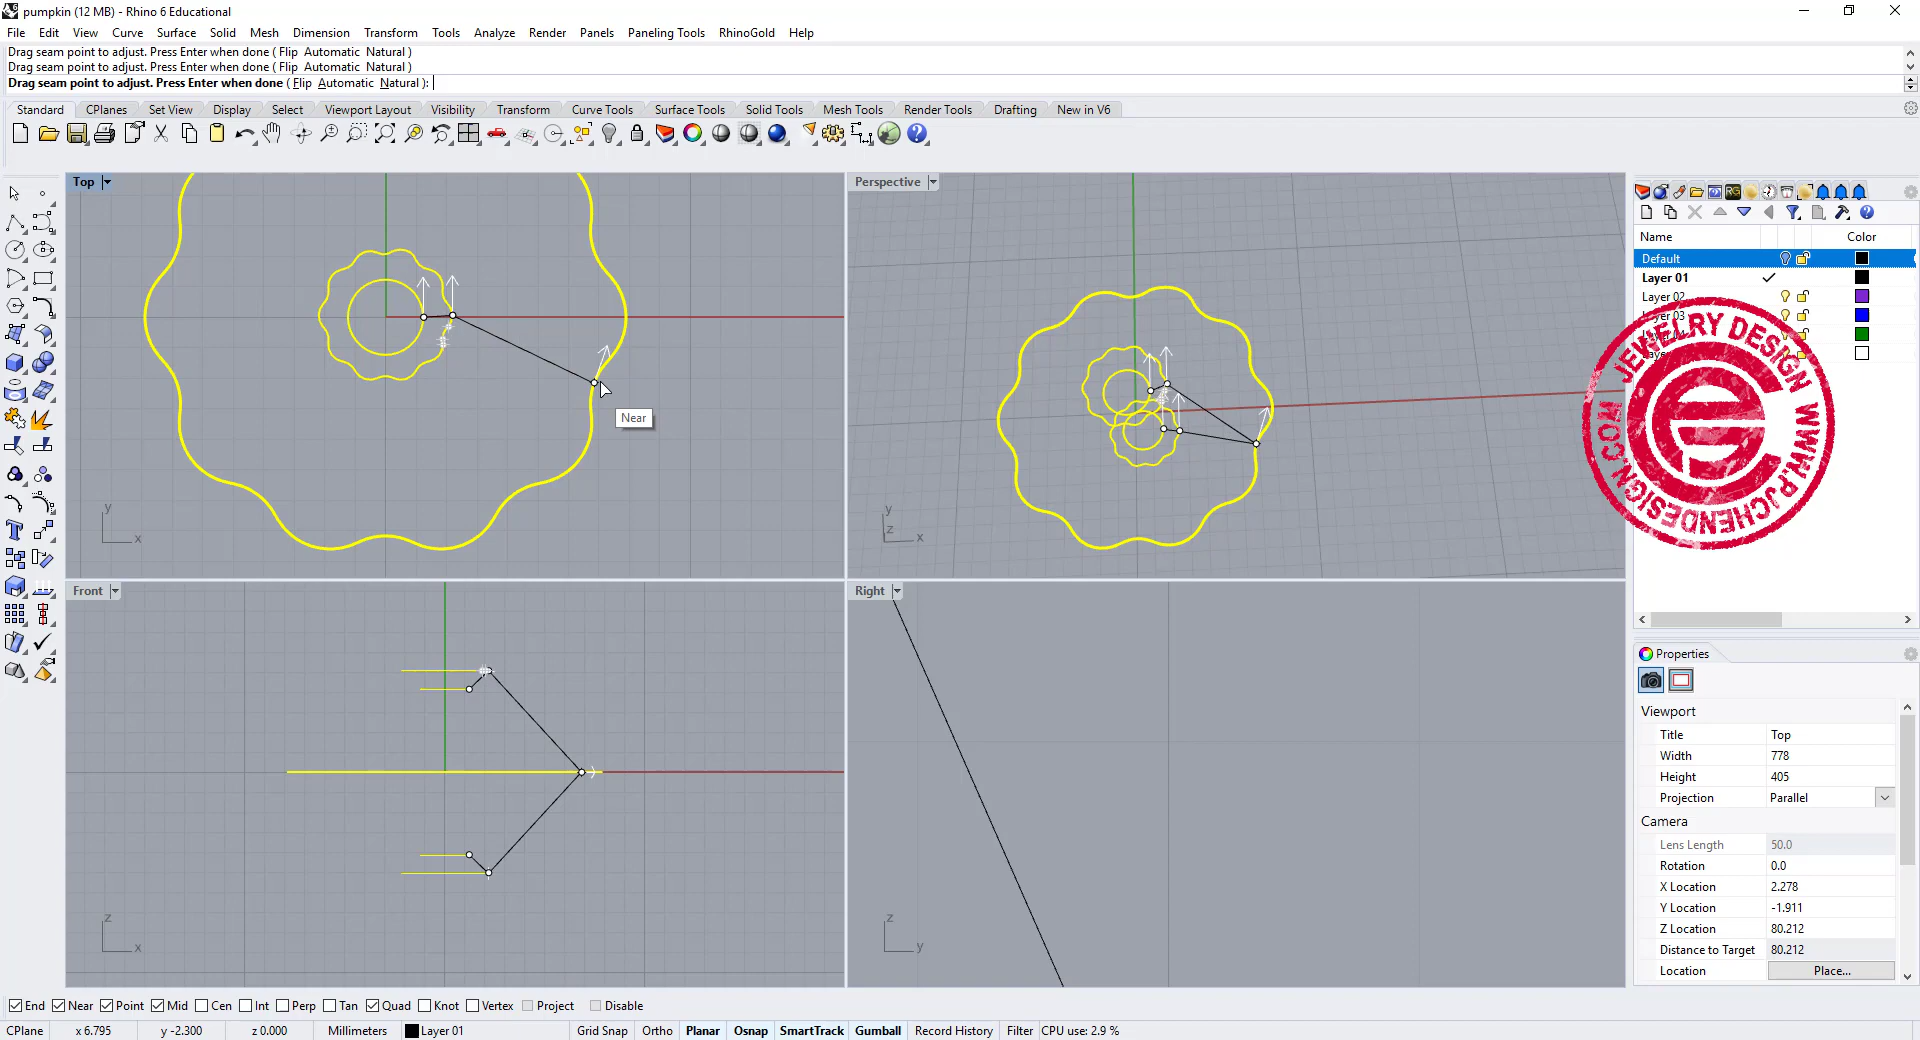 pumpkin (12 MB) - Rhino 6 Educational
File Edit View Curve Surface Solid Mesh Dimension Transform Tools Analyze Render Panels Paneling Tools RhinoGold Help
Drag seam point to adjust. Press Enter when done ( Flip Automatic Natural )
Drag seam point to adjust. Press Enter when done ( Flip Automatic Natural )
Drag seam point to adjust. Press Enter when done ( Flip Automatic Natural ):
Standard CPlanes Set View Display Select Viewport Layout Visibility Transform Curve Tools Surface Tools Solid Tools Mesh Tools Render Tools Drafting New in V6
Top
Near
y
x
Perspective
y
z
x
Front
z
x
Right
z
y
Name Color
Default
Layer 01
Layer 02
Layer 03
JEWELRY DESIGN
WWW.PJCHENDESIGN.COM
Properties
Viewport
Title Top
Width 778
Height 405
Projection Parallel
Camera
Lens Length 50.0
Rotation 0.0
X Location 2.278
Y Location -1.911
Z Location 80.212
Distance to Target 80.212
Location Place...
End Near Point Mid Cen Int Perp Tan Quad Knot Vertex Project Disable
CPlane x 6.795 y -2.300 z 0.000 Millimeters Layer 01 Grid Snap Ortho Planar Osnap SmartTrack Gumball Record History Filter CPU use: 2.9 %